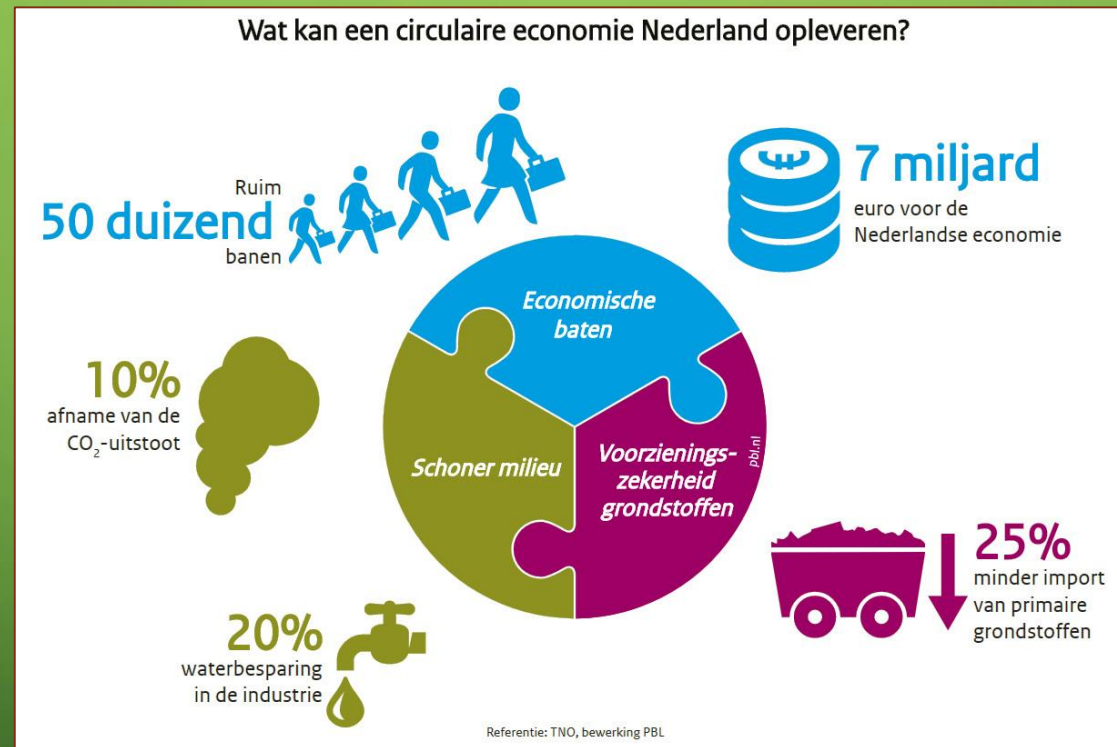 Wat kan een circulaire economie Nederland opleveren?
Ruim
50 duizend
banen
7 miljard
euro voor de
Nederlandse economie
Economische
baten
10%
afname van de
CO₂-uitstoot
Schoner milieu
Voorzienings-
zekerheid
grondstoffen
pbl.nl
25%
minder import
van primaire
grondstoffen
20%
waterbesparing
in de industrie
Referentie: TNO, bewerking PBL